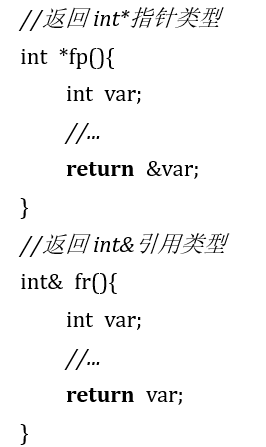 //返回int*指针类型
int *fp(){
int var;
//...
return &var;
}
//返回int&引用类型
int& fr(){
int var;
//...
return var;
}